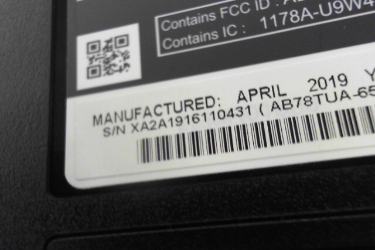 Contains FCC ID : A
Contains IC : 1178A-U9W4
MANUFACTURED: APRIL 2019 Y
S/N XA2A1916110431 ( AB78TUA-65